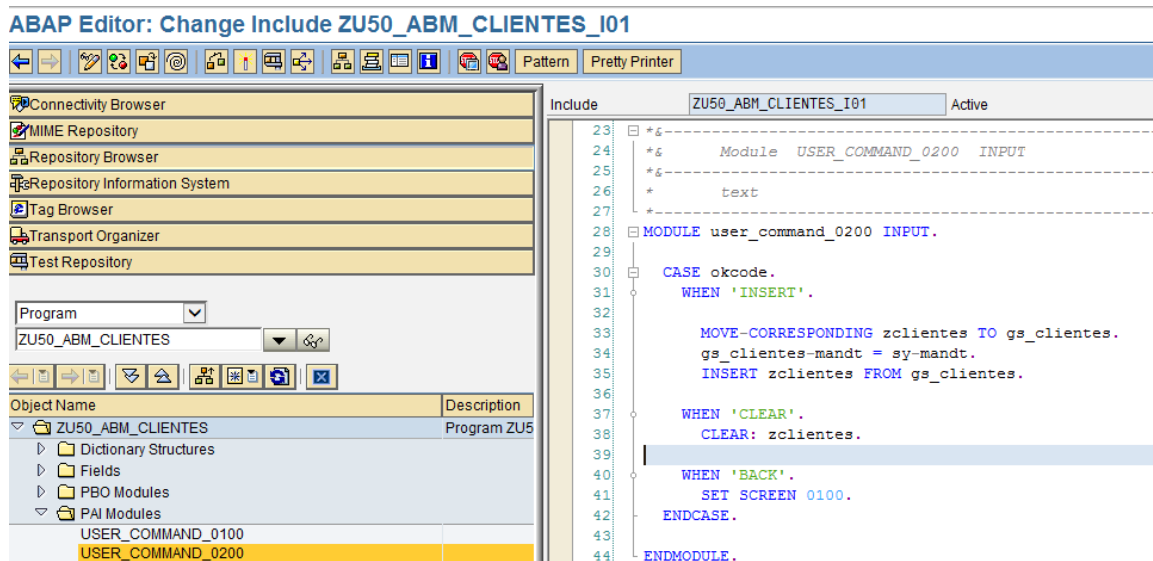 ABAP Editor: Change Include ZU50_ABM_CLIENTES_I01
Pattern Pretty Printer
Connectivity Browser
MIME Repository
Repository Browser
Repository Information System
Tag Browser
Transport Organizer
Test Repository
Program
ZU50_ABM_CLIENTES
Object Name Description
ZU50_ABM_CLIENTES Program ZU5
Dictionary Structures
Fields
PBO Modules
PAI Modules
USER_COMMAND_0100
USER_COMMAND_0200
Include ZU50_ABM_CLIENTES_I01 Active
23 *&---------------------------------------------------
24 *& Module USER_COMMAND_0200 INPUT
25 *&---------------------------------------------------
26 * text
27 *----------------------------------------------------
28 MODULE user_command_0200 INPUT.
29
30 CASE okcode.
31 WHEN 'INSERT'.
32
33 MOVE-CORRESPONDING zclientes TO gs_clientes.
34 gs_clientes-mandt = sy-mandt.
35 INSERT zclientes FROM gs_clientes.
36
37 WHEN 'CLEAR'.
38 CLEAR: zclientes.
39
40 WHEN 'BACK'.
41 SET SCREEN 0100.
42 ENDCASE.
43
44 ENDMODULE.